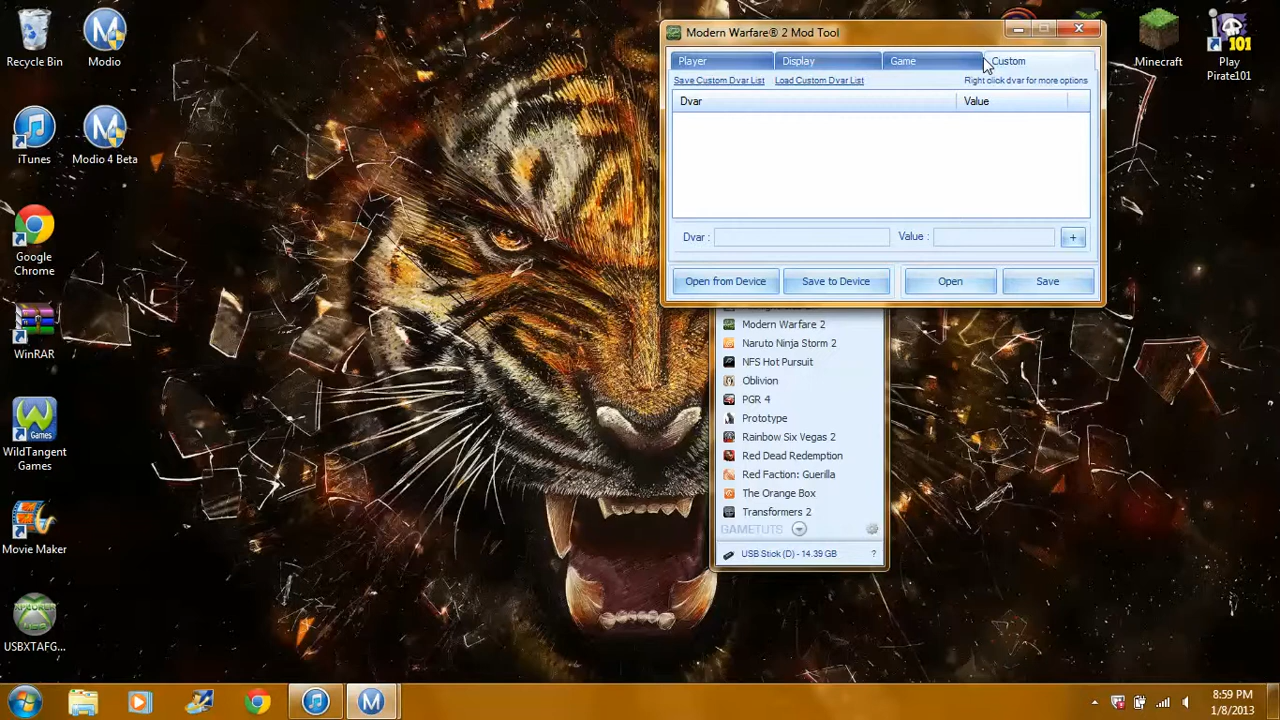 Recycle Bin
Modio
iTunes
Modio 4 Beta
Google
Chrome
WinRAR
WildTangent
Games
Movie Maker
USBXTAFG...
Modern Warfare® 2 Mod Tool
Player
Display
Game
Custom
Save Custom Dvar List
Load Custom Dvar List
Right click dvar for more options
Dvar
Value
Dvar :
Value :
+
Open from Device
Save to Device
Open
Save
Modern Warfare 2
Naruto Ninja Storm 2
NFS Hot Pursuit
Oblivion
PGR 4
Prototype
Rainbow Six Vegas 2
Red Dead Redemption
Red Faction: Guerilla
The Orange Box
Transformers 2
GAMETUTS
USB Stick (D) - 14.39 GB
?
Minecraft
101
Play
Pirate101
8:59 PM
1/8/2013